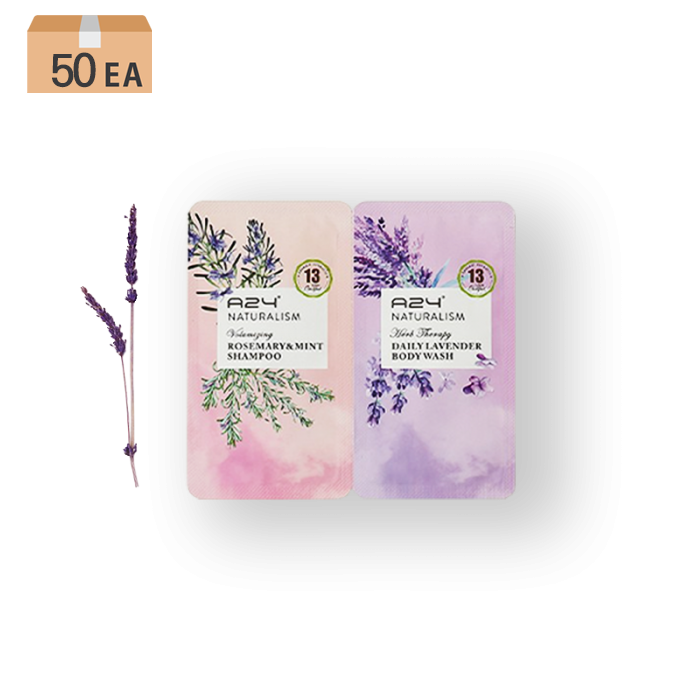 50 EA
13
A24
NATURALISM
Volumizing
ROSEMARY&MINT
SHAMPOO
13
A24
NATURALISM
Herb Therapy
DAILY LAVENDER
BODY WASH